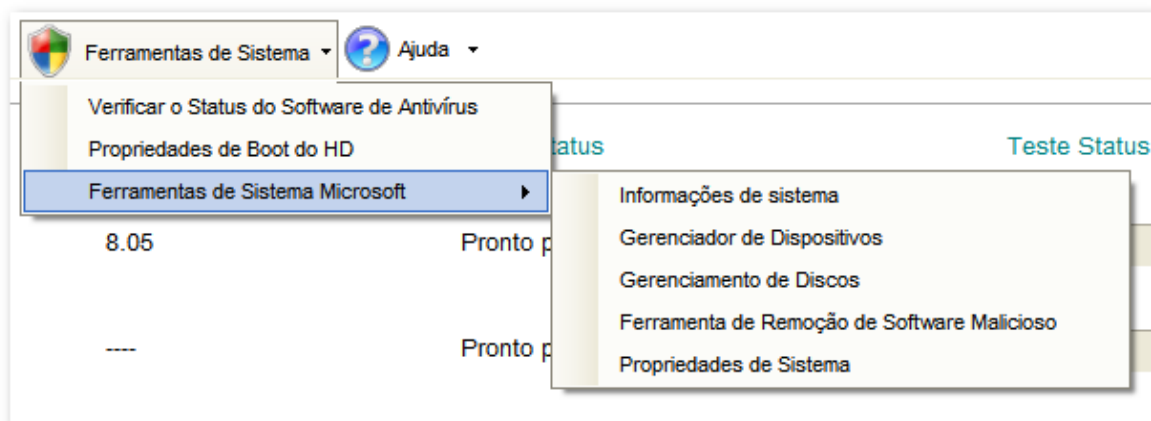 Ferramentas de Sistema
Ajuda
Verificar o Status do Software de Antivírus
Propriedades de Boot do HD
tatus
Teste Status
Ferramentas de Sistema Microsoft
Informações de sistema
8.05
Pronto p
Gerenciador de Dispositivos
Gerenciamento de Discos
Ferramenta de Remoção de Software Malicioso
----
Pronto p
Propriedades de Sistema